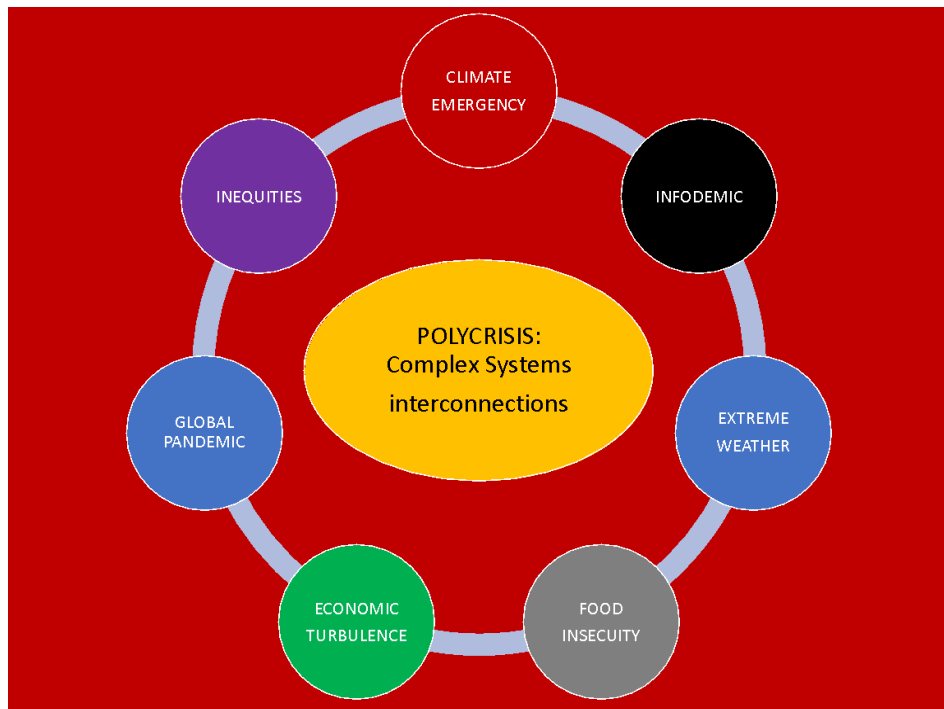 CLIMATE
EMERGENCY
INEQUITIES
INFODEMIC
POLYCRISIS:
Complex Systems
interconnections
GLOBAL
PANDEMIC
EXTREME
WEATHER
ECONOMIC
TURBULENCE
FOOD
INSECUITY